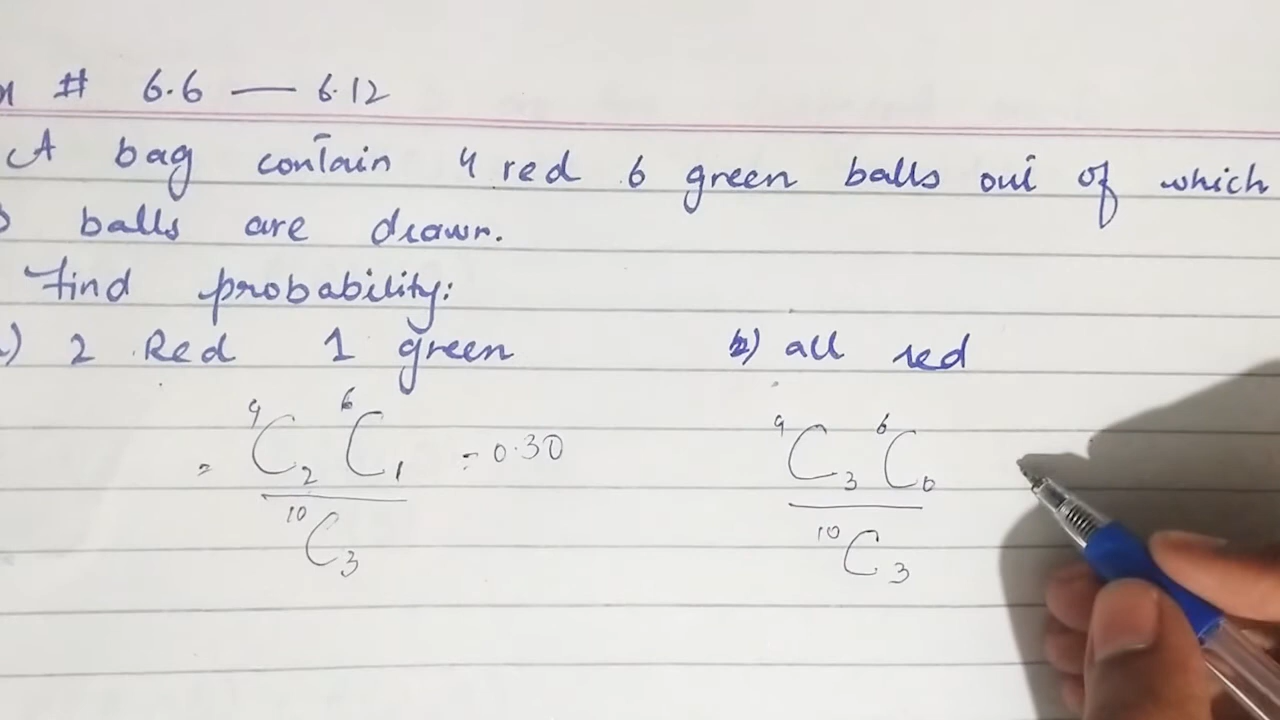 # 6.6 — 6.12
A bag contain 4 red 6 green balls out of which
balls are drawn.
Find probability:
) 2 Red 1 green
2) all red
= ⁴C₂ ⁶C₁ / ¹⁰C₃ = 0.30
⁴C₃ ⁶C₀ / ¹⁰C₃